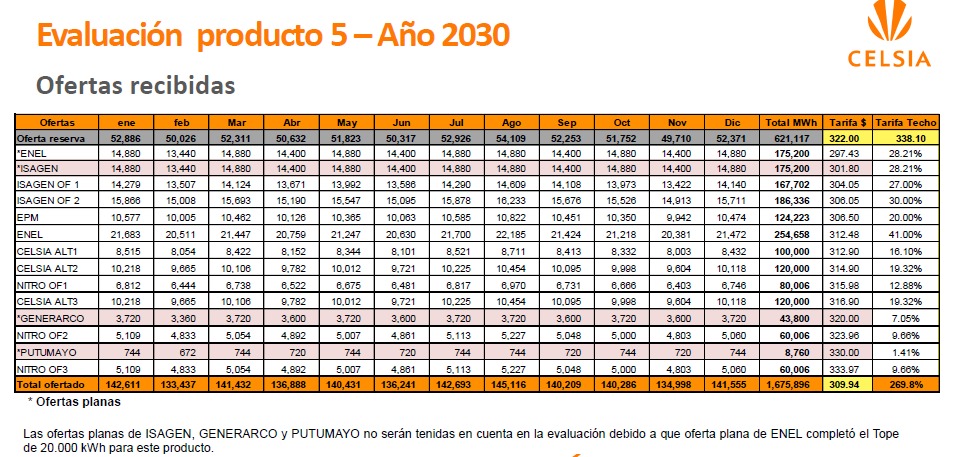 Evaluación producto 5 – Año 2030
CELSIA
Ofertas recibidas
Ofertas ene feb Mar Abr May Jun Jul Ago Sep Oct Nov Dic Total MWh Tarifa $ Tarifa Techo
Oferta reserva 52,886 50,026 52,311 50,632 51,823 50,317 52,926 54,109 52,253 51,752 49,710 52,371 621,117 322.00 338.10
*ENEL 14,880 13,440 14,880 14,400 14,880 14,400 14,880 14,880 14,400 14,880 14,400 14,880 175,200 297.43 28.21%
*ISAGEN 14,880 13,440 14,880 14,400 14,880 14,400 14,880 14,880 14,400 14,880 14,400 14,880 175,200 301.80 28.21%
ISAGEN OF 1 14,279 13,507 14,124 13,671 13,992 13,586 14,290 14,609 14,108 13,973 13,422 14,140 167,702 304.05 27.00%
ISAGEN OF 2 15,866 15,008 15,693 15,190 15,547 15,095 15,878 16,233 15,676 15,526 14,913 15,711 186,336 306.05 30.00%
EPM 10,577 10,005 10,462 10,126 10,365 10,063 10,585 10,822 10,451 10,350 9,942 10,474 124,223 306.50 20.00%
ENEL 21,683 20,511 21,447 20,759 21,247 20,630 21,700 22,185 21,424 21,218 20,381 21,472 254,658 312.48 41.00%
CELSIA ALT1 8,515 8,054 8,422 8,152 8,344 8,101 8,521 8,711 8,413 8,332 8,003 8,432 100,000 312.90 16.10%
CELSIA ALT2 10,218 9,665 10,106 9,782 10,012 9,721 10,225 10,454 10,095 9,998 9,604 10,118 120,000 314.90 19.32%
NITRO OF1 6,812 6,444 6,738 6,522 6,675 6,481 6,817 6,970 6,731 6,666 6,403 6,746 80,006 315.98 12.88%
CELSIA ALT3 10,218 9,665 10,106 9,782 10,012 9,721 10,225 10,454 10,095 9,998 9,604 10,118 120,000 316.90 19.32%
*GENERARCO 3,720 3,360 3,720 3,600 3,720 3,600 3,720 3,720 3,600 3,720 3,600 3,720 43,800 320.00 7.05%
NITRO OF2 5,109 4,833 5,054 4,892 5,007 4,861 5,113 5,227 5,048 5,000 4,803 5,060 60,006 323.96 9.66%
*PUTUMAYO 744 672 744 720 744 720 744 744 720 744 720 744 8,760 330.00 1.41%
NITRO OF3 5,109 4,833 5,054 4,892 5,007 4,861 5,113 5,227 5,048 5,000 4,803 5,060 60,006 333.97 9.66%
Total ofertado 142,611 133,437 141,432 136,888 140,431 136,241 142,693 145,116 140,209 140,286 134,998 141,555 1,675,896 309.94 269.8%
* Ofertas planas
Las ofertas planas de ISAGEN, GENERARCO y PUTUMAYO no serán tenidas en cuenta en la evaluación debido a que oferta plana de ENEL completó el Tope
de 20.000 kWh para este producto.